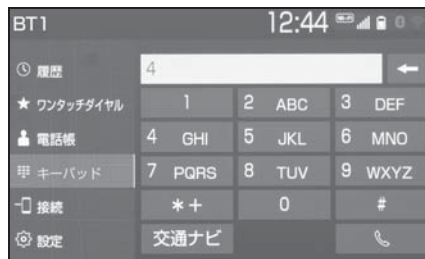 BT1 12:44
履歴 4
ワンタッチダイヤル 1 2 ABC 3 DEF
電話帳 4 GHI 5 JKL 6 MNO
キーパッド 7 PQRS 8 TUV 9 WXYZ
接続 *+ 0 #
設定 交通ナビ